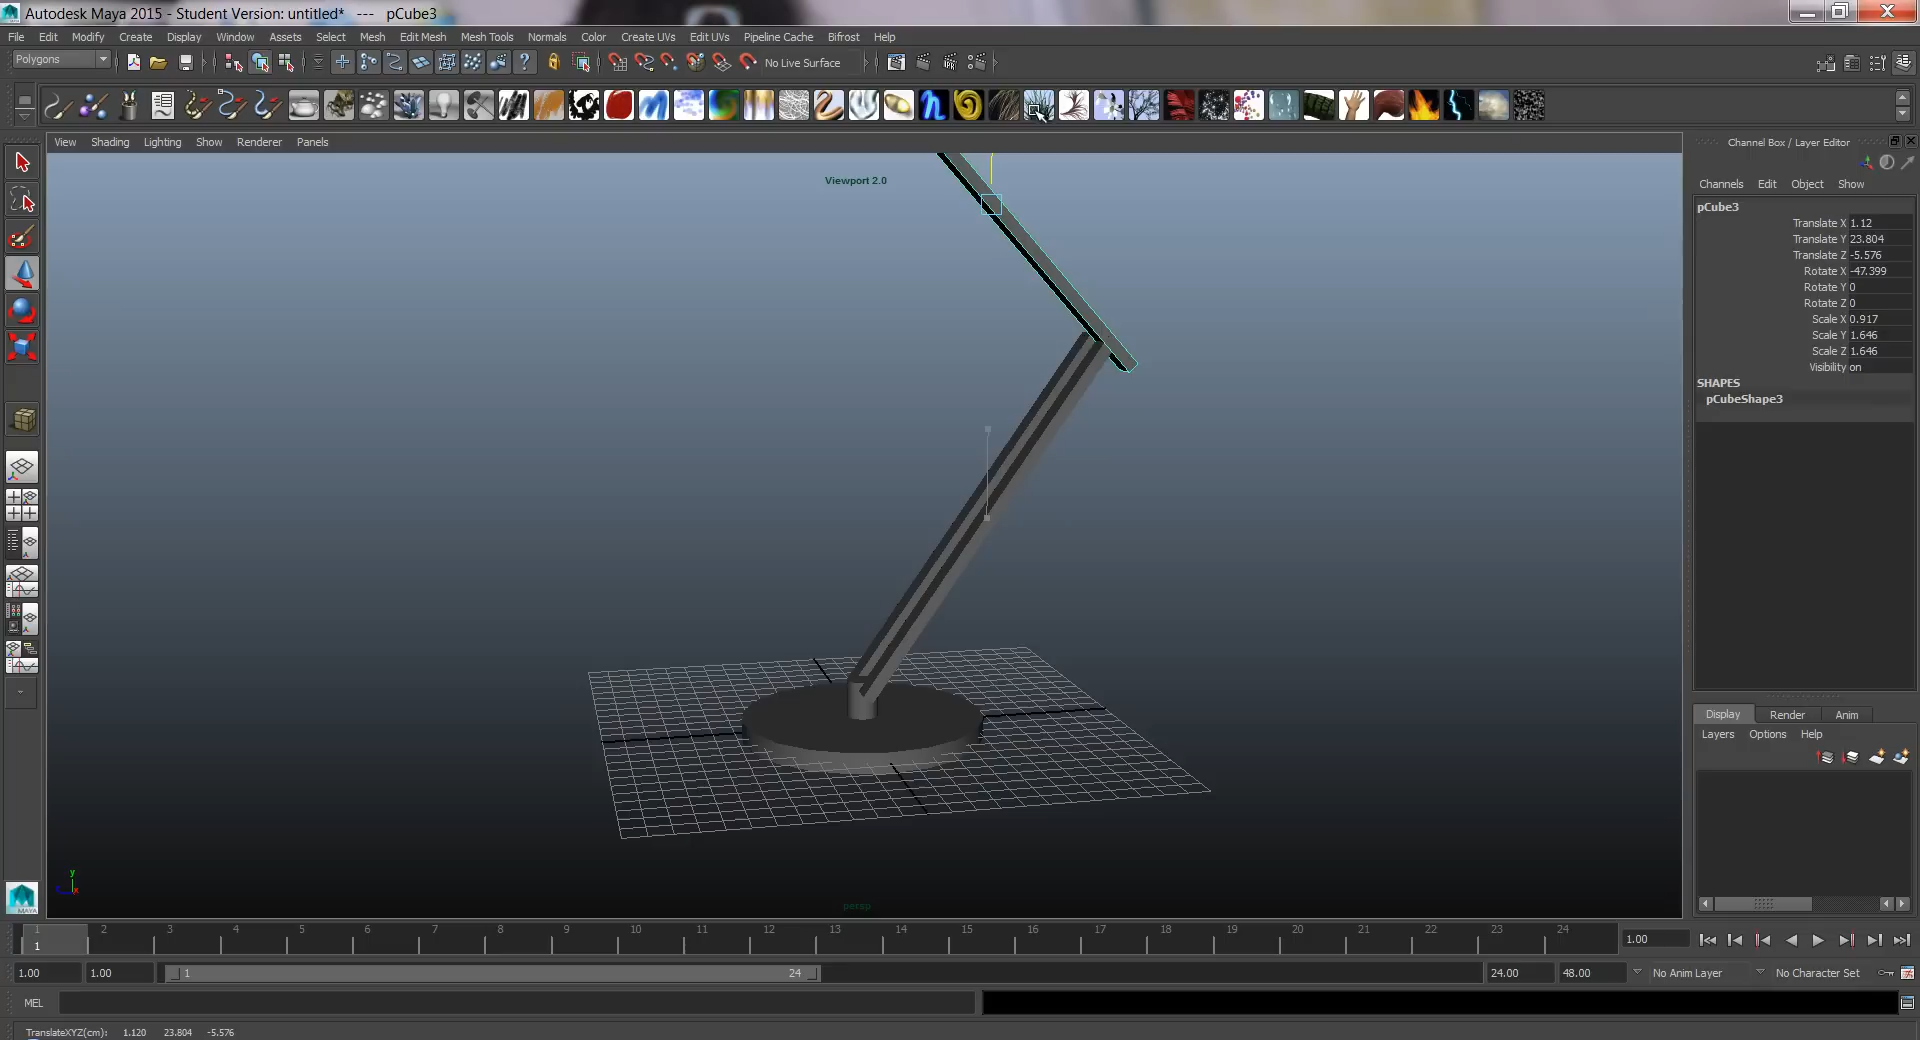 Autodesk Maya 2015 - Student Version: untitled* --- pCube3
File Edit Modify Create Display Window Assets Select Mesh Edit Mesh Mesh Tools Normals Color Create UVs Edit UVs Pipeline Cache Bifrost Help
Polygons
No Live Surface
View Shading Lighting Show Renderer Panels
Channel Box / Layer Editor
Viewport 2.0
Channels Edit Object Show
pCube3
Translate X 1.12
Translate Y 23.804
Translate Z -5.576
Rotate X -47.399
Rotate Y 0
Rotate Z 0
Scale X 0.917
Scale Y 1.646
Scale Z 1.646
Visibility on
SHAPES
pCubeShape3
Display Render Anim
Layers Options Help
y
x
persp
MAYA
1 2 3 4 5 6 7 8 9 10 11 12 13 14 15 16 17 18 19 20 21 22 23 24
1
1.00
1.00 1.00 1 24 24.00 48.00 No Anim Layer No Character Set
MEL
TranslateXYZ(cm): 1.120 23.804 -5.576